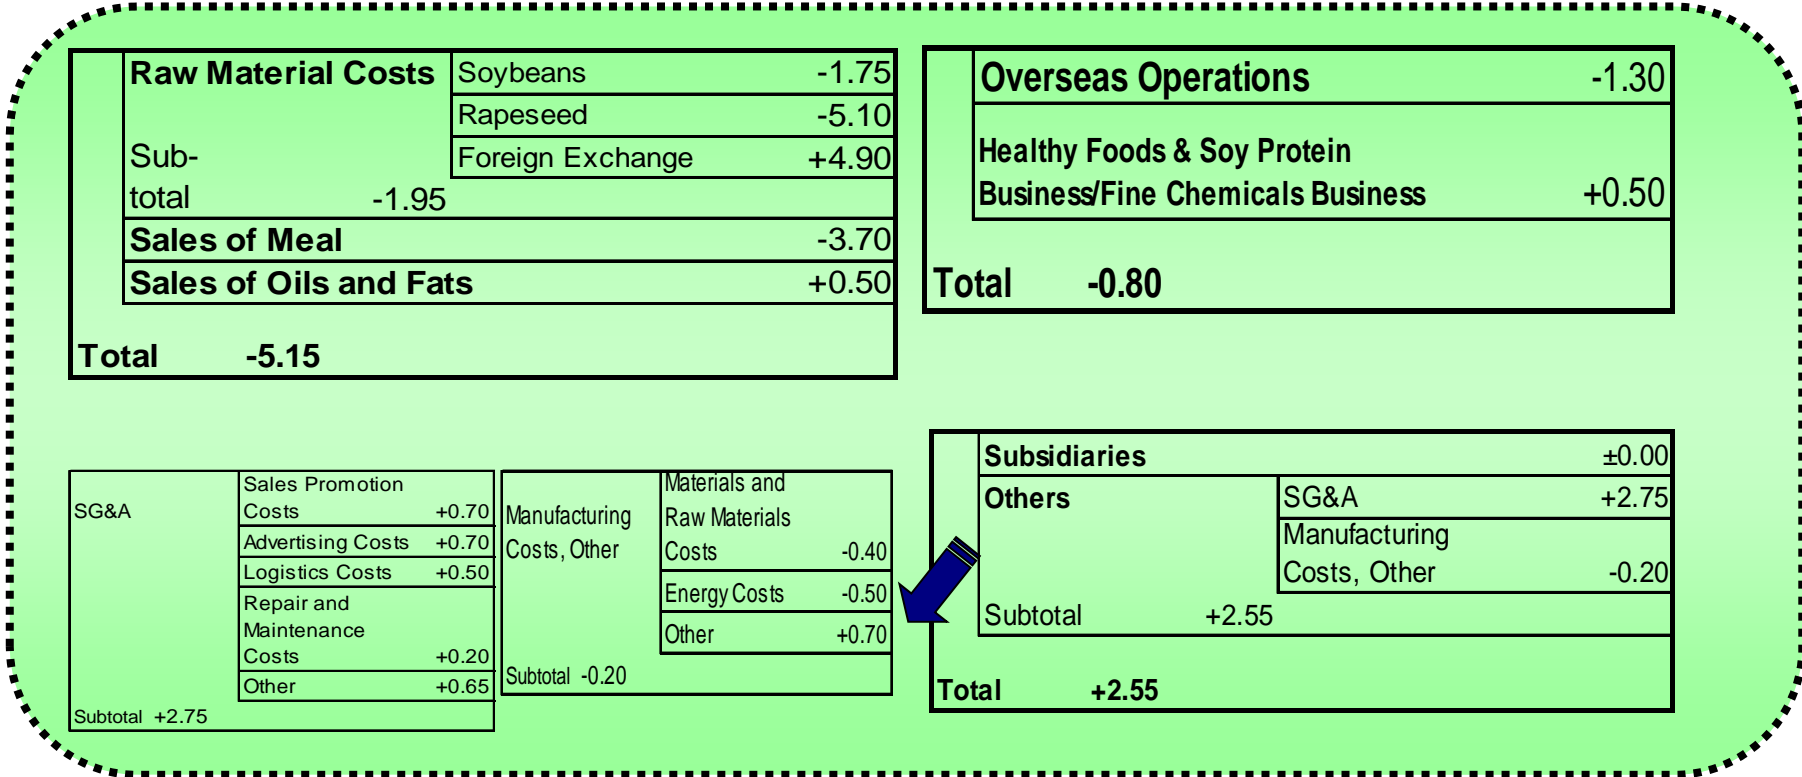 Raw Material Costs Soybeans -1.75
Rapeseed -5.10
Sub- Foreign Exchange +4.90
total -1.95
Sales of Meal -3.70
Sales of Oils and Fats +0.50
Total -5.15
Overseas Operations -1.30
Healthy Foods & Soy Protein
Business/Fine Chemicals Business +0.50
Total -0.80
SG&A
Sales Promotion
Costs +0.70
Advertising Costs +0.70
Logistics Costs +0.50
Repair and
Maintenance
Costs +0.20
Other +0.65
Subtotal +2.75
Manufacturing
Costs, Other
Materials and
Raw Materials
Costs -0.40
Energy Costs -0.50
Other +0.70
Subtotal -0.20
Subsidiaries ±0.00
Others SG&A +2.75
Manufacturing
Costs, Other -0.20
Subtotal +2.55
Total +2.55